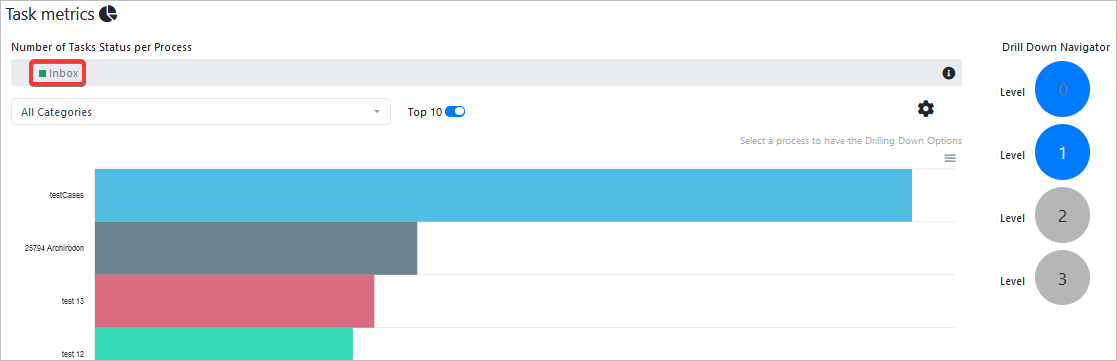 Task metrics
Number of Tasks Status per Process
Inbox
All Categories
Top 10
Select a process to have the Drilling Down Options
testCases
25794 Archirodon
test 13
test 12
Drill Down Navigator
Level 0
Level 1
Level 2
Level 3